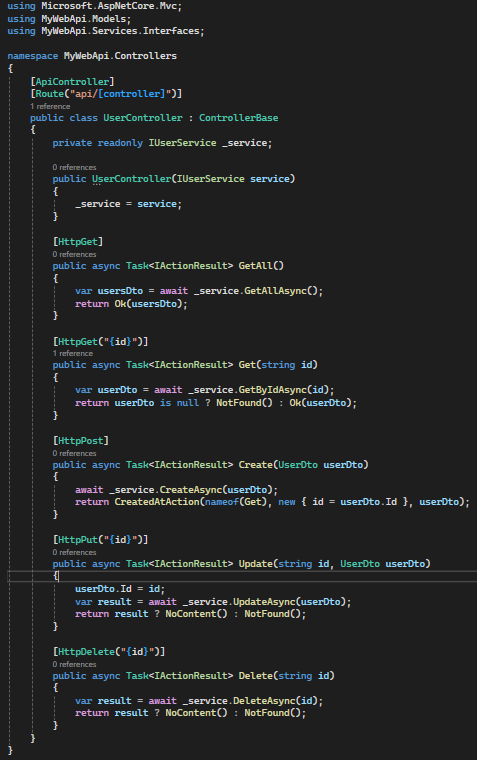 using Microsoft.AspNetCore.Mvc;
using MyWebApi.Models;
using MyWebApi.Services.Interfaces;
namespace MyWebApi.Controllers
{
[ApiController]
[Route("api/[controller]")]
1 reference
public class UserController : ControllerBase
{
private readonly IUserService _service;
0 references
public UserController(IUserService service)
{
_service = service;
}
[HttpGet]
0 references
public async Task<IActionResult> GetAll()
{
var usersDto = await _service.GetAllAsync();
return Ok(usersDto);
}
[HttpGet("{id}")]
1 reference
public async Task<IActionResult> Get(string id)
{
var userDto = await _service.GetByIdAsync(id);
return userDto is null ? NotFound() : Ok(userDto);
}
[HttpPost]
0 references
public async Task<IActionResult> Create(UserDto userDto)
{
await _service.CreateAsync(userDto);
return CreatedAtAction(nameof(Get), new { id = userDto.Id }, userDto);
}
[HttpPut("{id}")]
0 references
public async Task<IActionResult> Update(string id, UserDto userDto)
{
userDto.Id = id;
var result = await _service.UpdateAsync(userDto);
return result ? NoContent() : NotFound();
}
[HttpDelete("{id}")]
0 references
public async Task<IActionResult> Delete(string id)
{
var result = await _service.DeleteAsync(id);
return result ? NoContent() : NotFound();
}
}
}